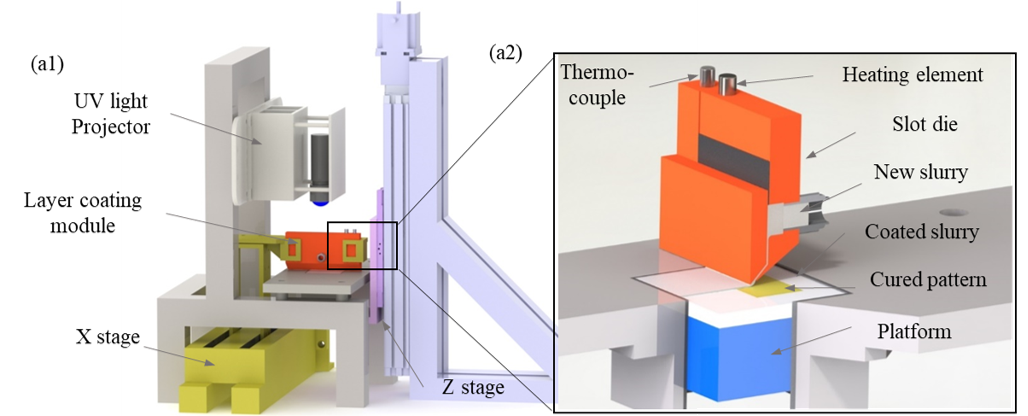 (a1)
UV light
Projector
Layer coating
module
X stage
Z stage
(a2)
Thermo-
couple
Heating element
Slot die
New slurry
Coated slurry
Cured pattern
Platform